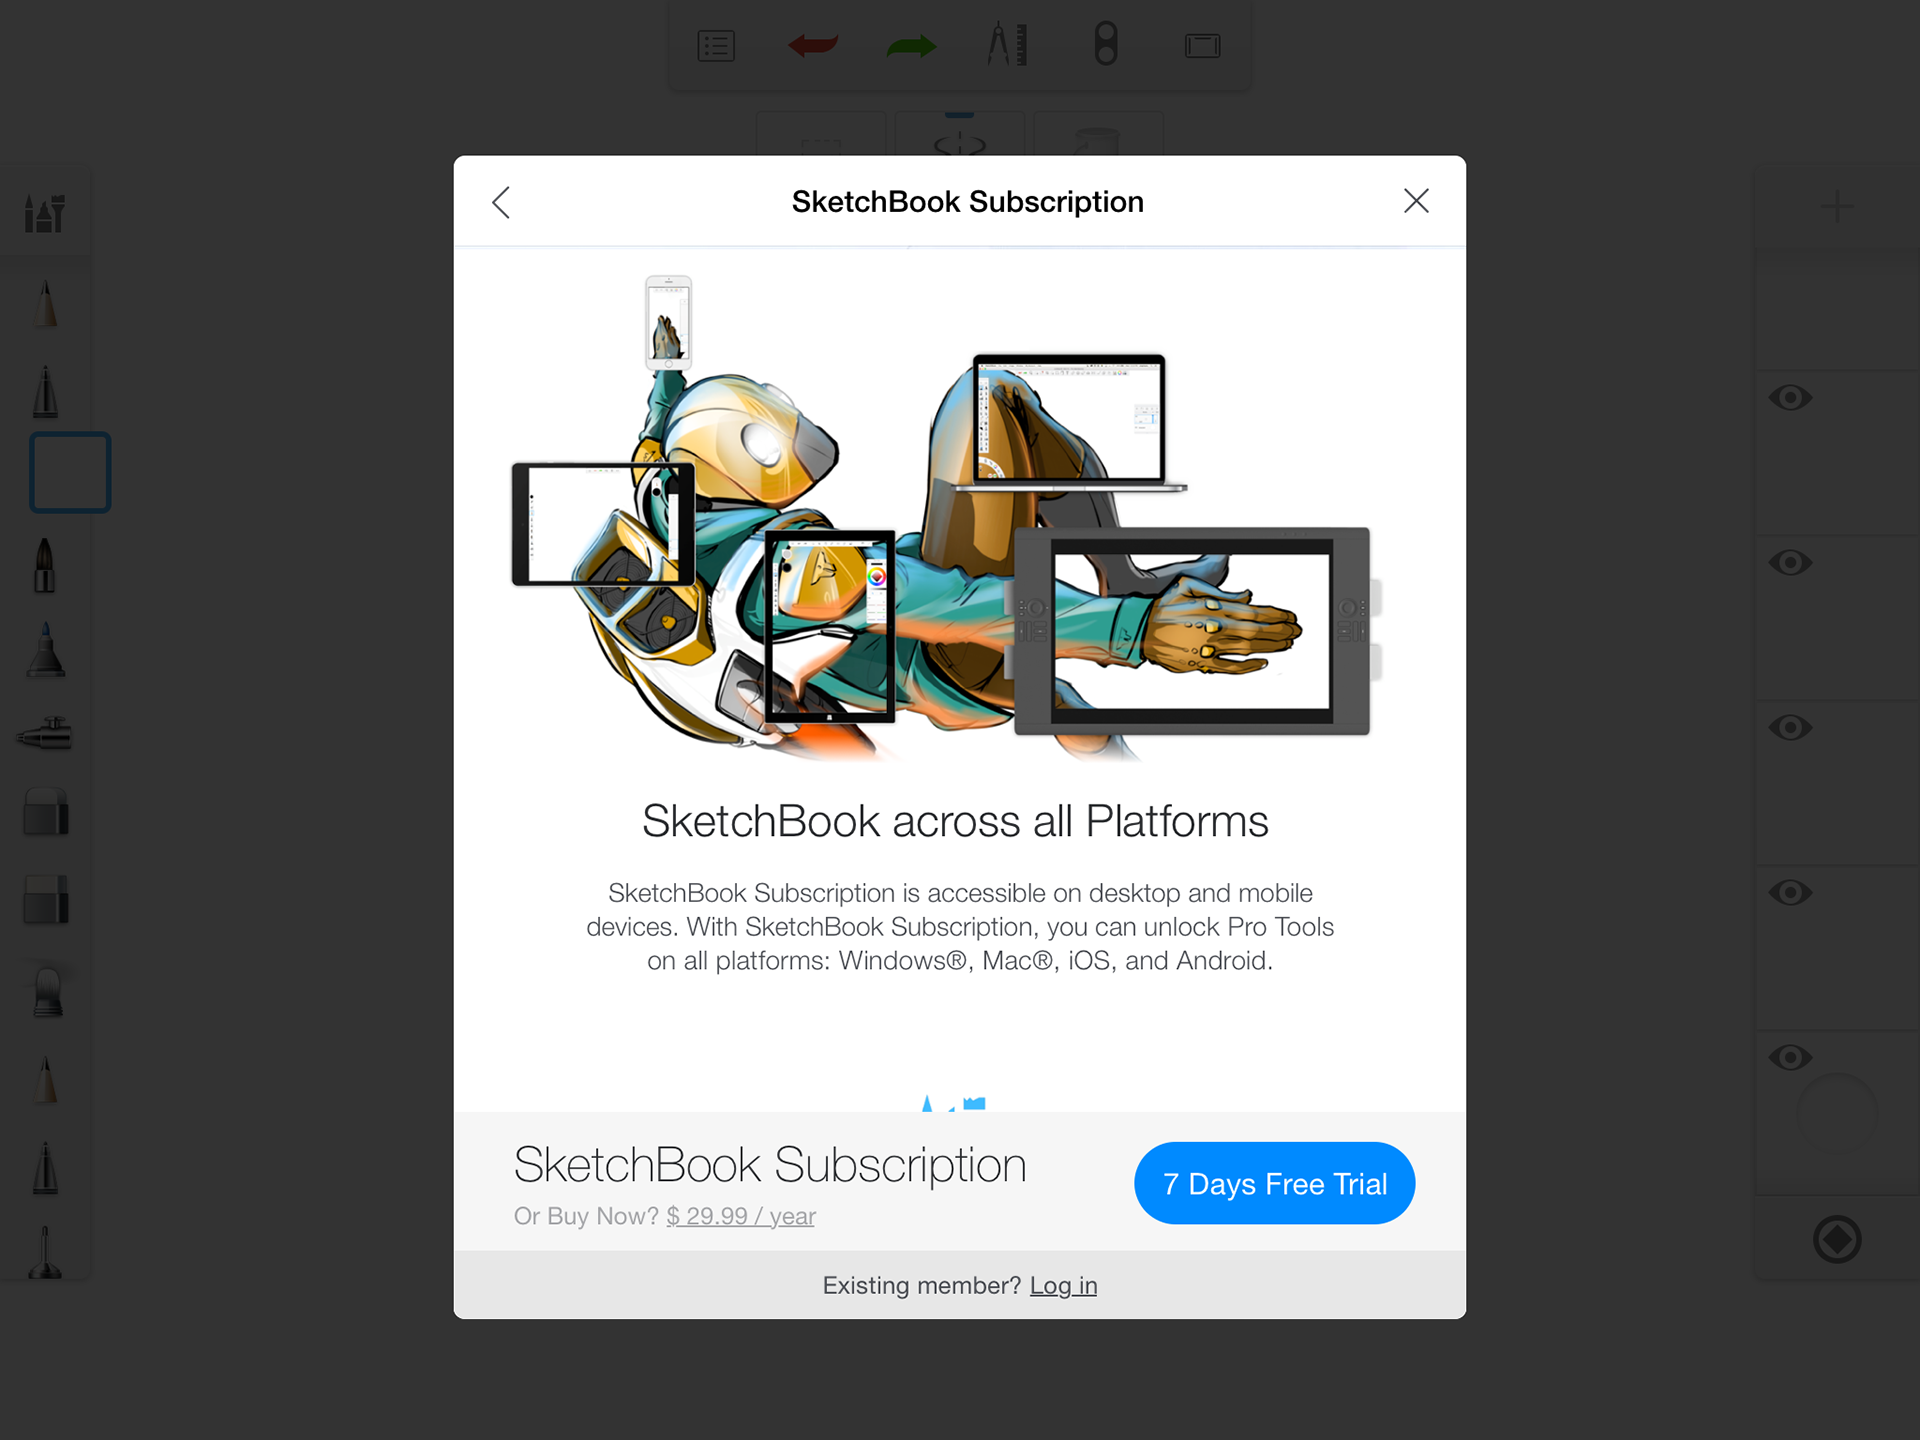 SketchBook Subscription
SketchBook across all Platforms
SketchBook Subscription is accessible on desktop and mobile
devices. With SketchBook Subscription, you can unlock Pro Tools
on all platforms: Windows®, Mac®, iOS, and Android.
SketchBook Subscription
Or Buy Now? $ 29.99 / year
7 Days Free Trial
Existing member? Log in